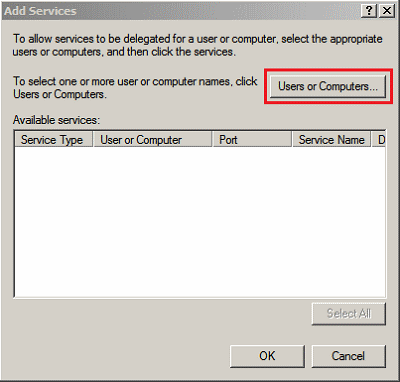 Add Services
To allow services to be delegated for a user or computer, select the appropriate
users or computers, and then click the services.
To select one or more user or computer names, click
Users or Computers.
Users or Computers...
Available services:
Service Type User or Computer Port Service Name D
Select All
OK Cancel